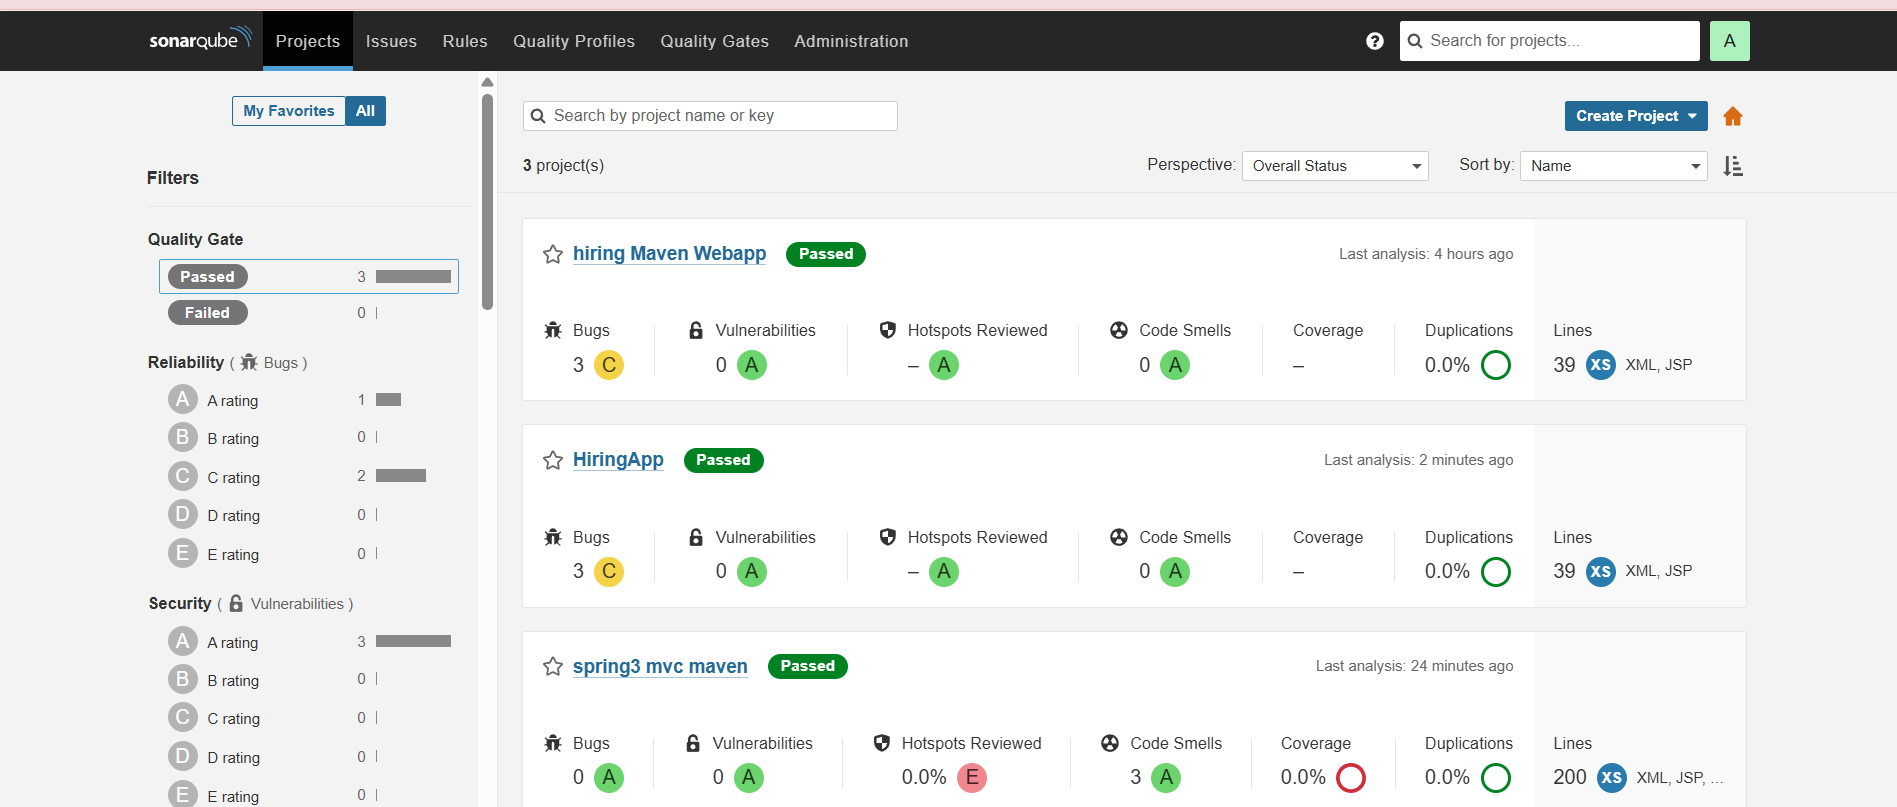 sonarqube Projects Issues Rules Quality Profiles Quality Gates Administration ? Search for projects... A
My Favorites All
Filters
Quality Gate
Passed 3
Failed 0
Reliability ( Bugs )
A A rating 1
B B rating 0
C C rating 2
D D rating 0
E E rating 0
Security ( Vulnerabilities )
A A rating 3
B B rating 0
C C rating 0
D D rating 0
E E rating 0
Search by project name or key
Create Project
3 project(s)
Perspective: Overall Status Sort by: Name
hiring Maven Webapp Passed Last analysis: 4 hours ago
Bugs Vulnerabilities Hotspots Reviewed Code Smells Coverage Duplications Lines
3 C 0 A – A 0 A – 0.0% 39 XS XML, JSP
HiringApp Passed Last analysis: 2 minutes ago
Bugs Vulnerabilities Hotspots Reviewed Code Smells Coverage Duplications Lines
3 C 0 A – A 0 A – 0.0% 39 XS XML, JSP
spring3 mvc maven Passed Last analysis: 24 minutes ago
Bugs Vulnerabilities Hotspots Reviewed Code Smells Coverage Duplications Lines
0 A 0 A 0.0% E 3 A 0.0% 0.0% 200 XS XML, JSP, ...